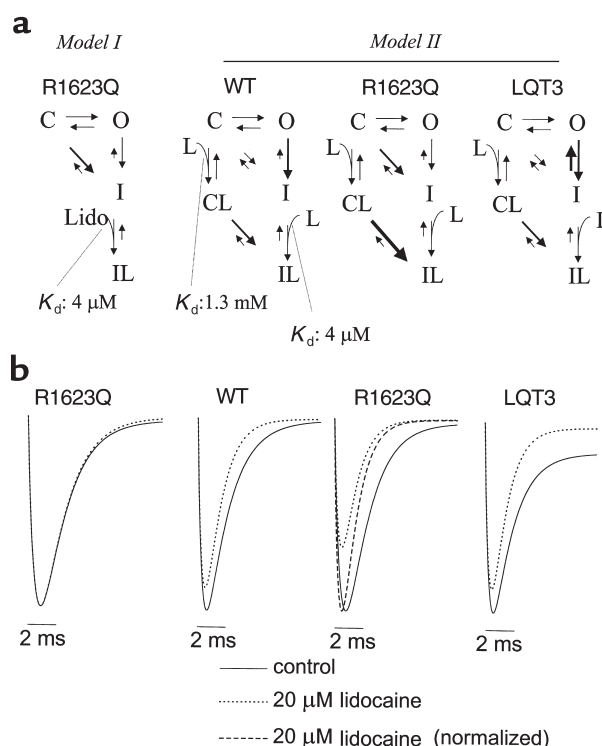 a
Model I Model II
R1623Q WT R1623Q LQT3
C O C O C O C O
L L L
I I I I
CL CL CL
Lido L L L
IL IL IL IL
Kd: 4 µM Kd:1.3 mM
Kd: 4 µM
b
R1623Q WT R1623Q LQT3
2 ms 2 ms 2 ms 2 ms
control
20 µM lidocaine
20 µM lidocaine (normalized)